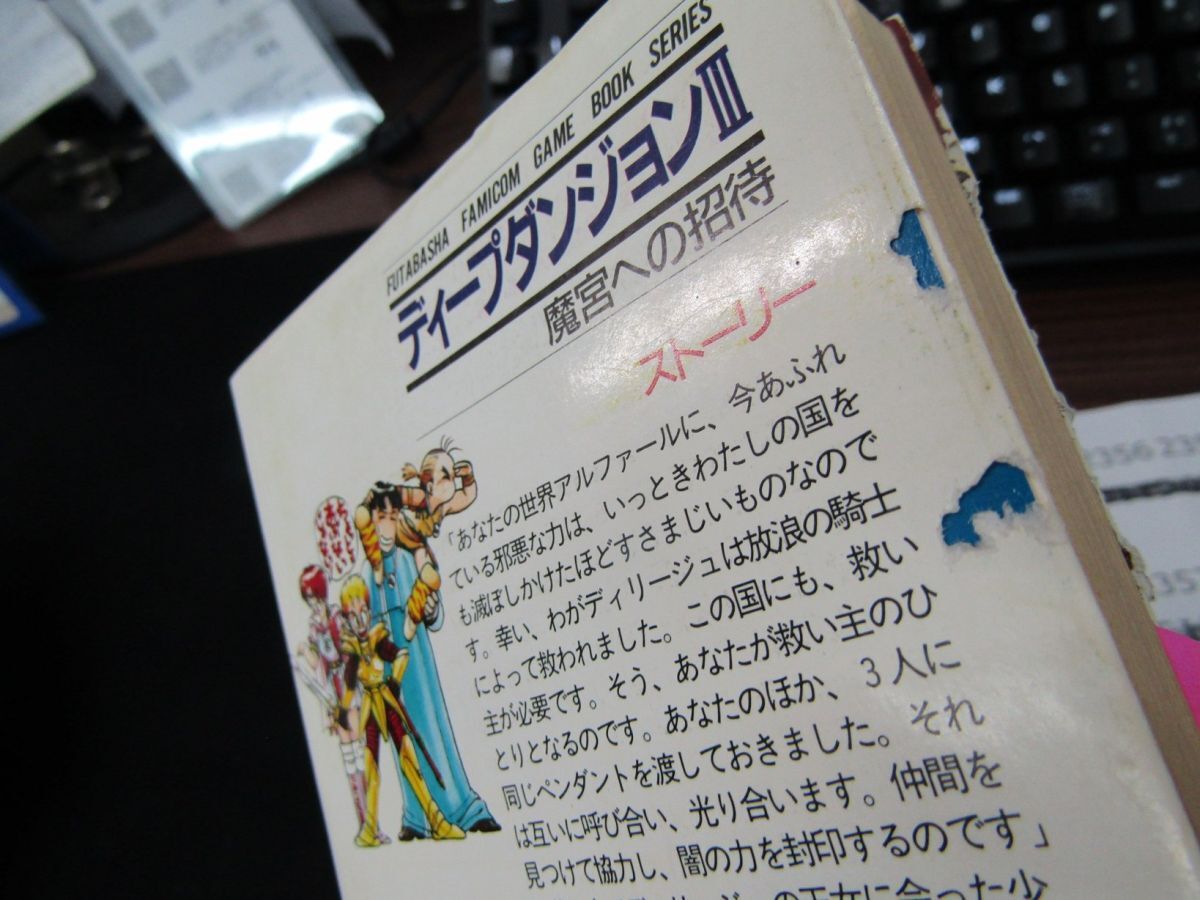 FUTABASHA FAMICOM GAME BOOK SERIES
ディープダンジョンIII
魔宮への招待
ストーリー
「あなたの世界アルファールに、今あふれ
ている邪悪な力は、いっときわたしの国を
も滅ぼしかけたほどすさまじいものなので
す。幸い、わがディリージュは放浪の騎士
によって救われました。この国にも、救い
主が必要です。そう、あなたが救い主のひ
とりとなるのです。あなたのほか、3人に
同じペンダントを渡しておきました。それ
は互いに呼び合い、光り合います。仲間を
見つけて協力し、闇の力を封印するのです」
の王女に会った少